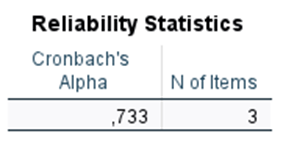 Reliability Statistics
Cronbach's
Alpha N of Items
,733 3